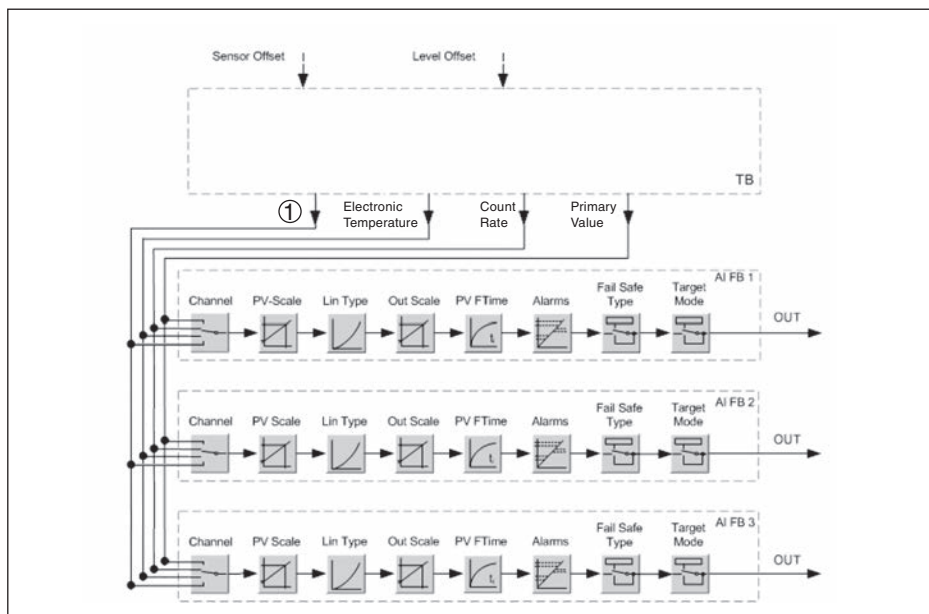 Sensor Offset Level Offset
TB
① Electronic Temperature Count Rate Primary Value
AI FB 1
Channel PV-Scale Lin Type Out Scale PV FTime Alarms Fail Safe Type Target Mode
t
OUT
AI FB 2
Channel PV Scale Lin Type Out Scale PV FTime Alarms Fail Safe Type Target Mode
t
OUT
AI FB 3
Channel PV Scale Lin Type Out Scale PV FTime Alarms Fail Safe Type Target Mode
t
OUT